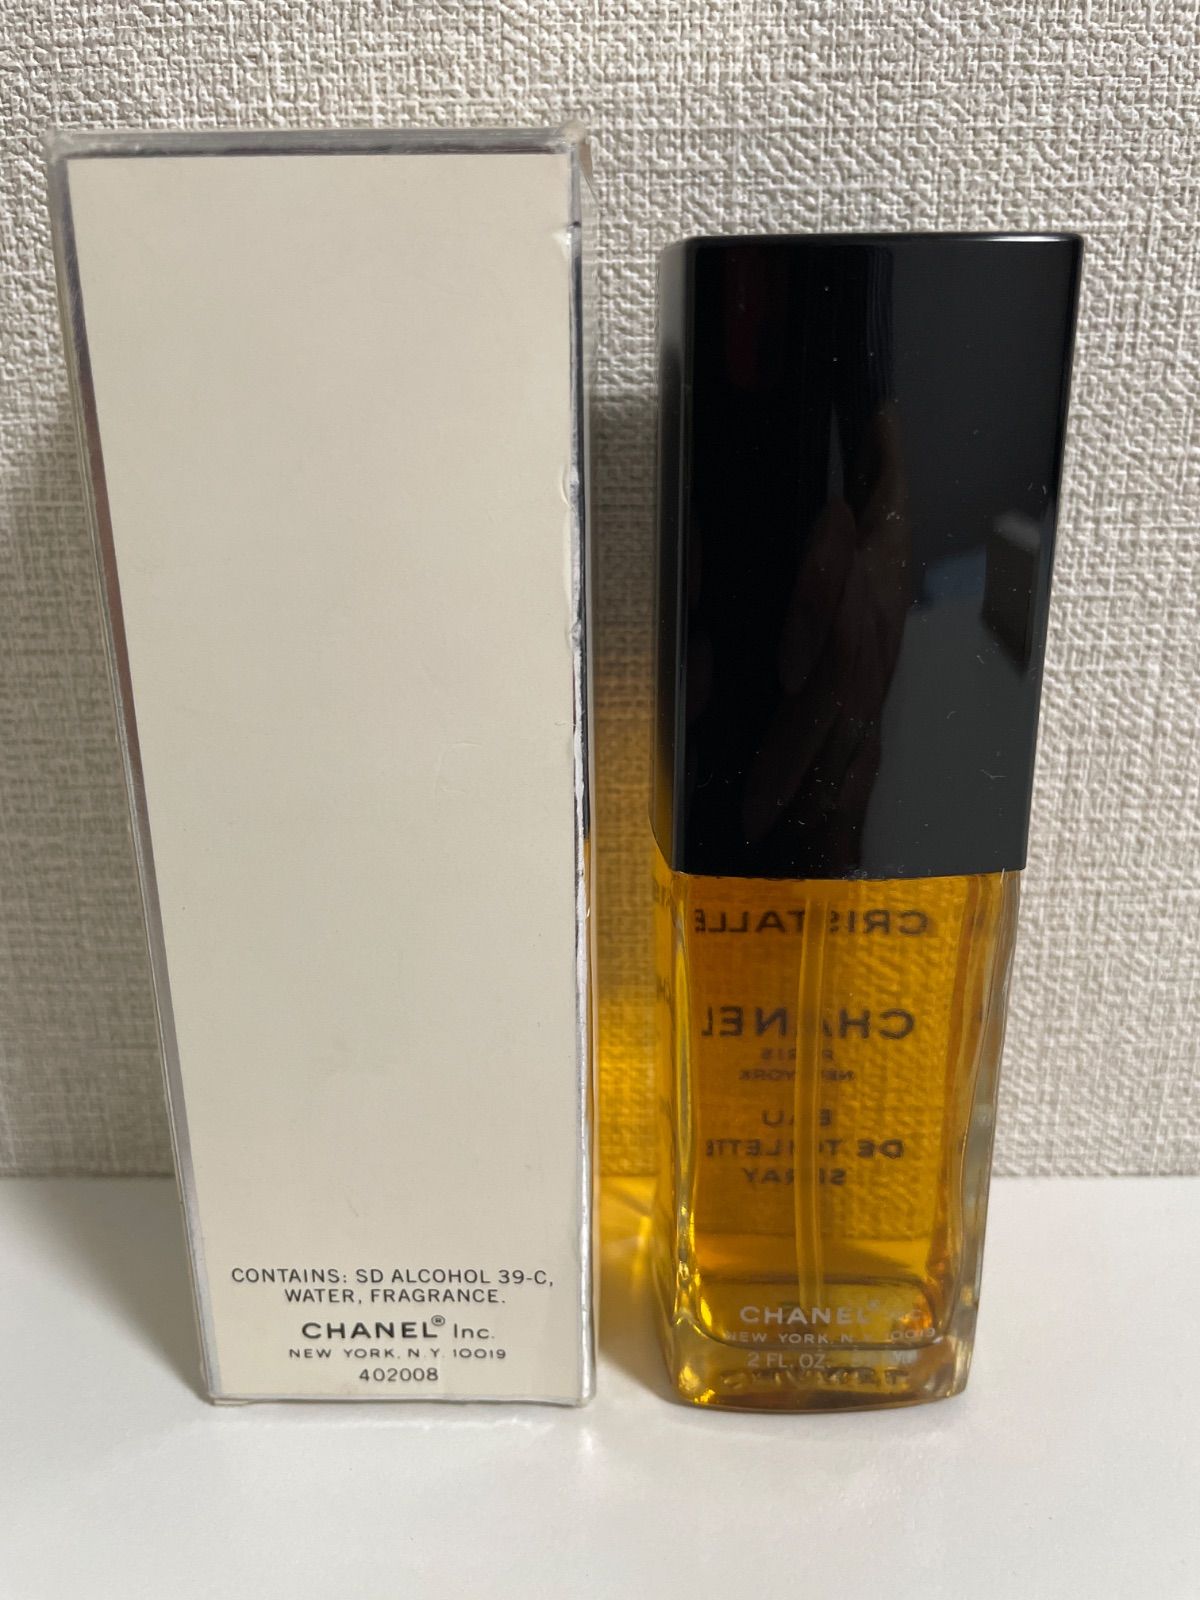 CONTAINS: SD ALCOHOL 39-C,
WATER, FRAGRANCE.
CHANEL® Inc.
NEW YORK, N.Y. 10019
402008
CRISTALLE
CHANEL
PARIS
NEW YORK
EAU
DE TOILETTE
SPRAY
CHANEL®
NEW YORK, N.Y. 10019
2 FL. OZ.